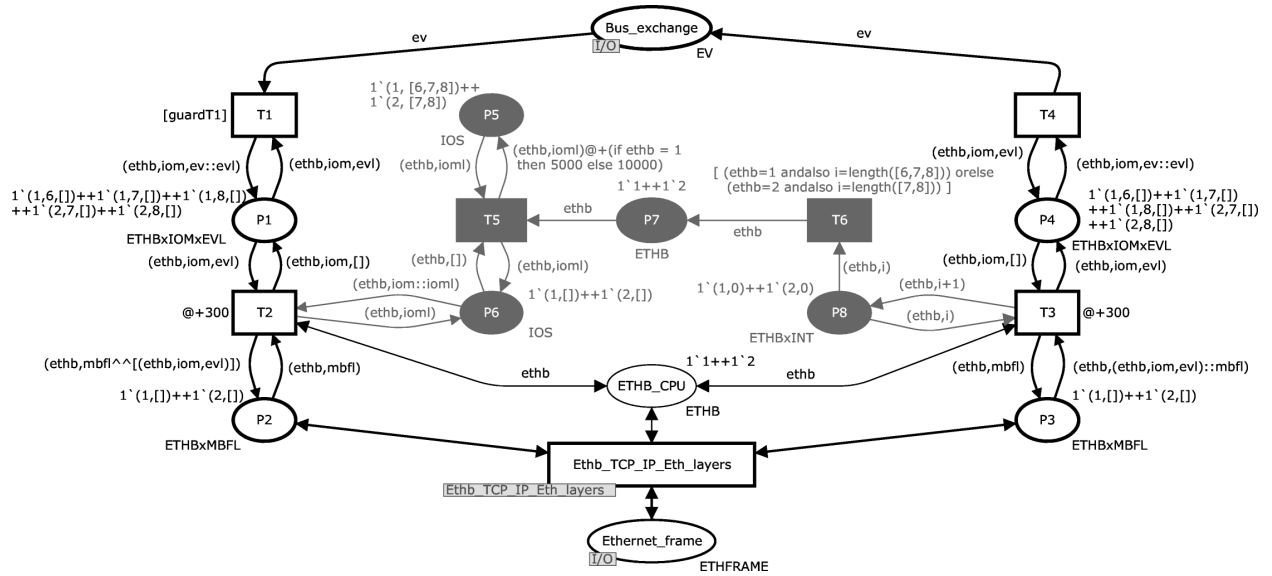 Bus_exchange
I/O
EV
ev
ev
1`(1, [6,7,8])++
1`(2, [7,8])
[guardT1]
T1
P5
T4
IOS
(ethb,iom,ev::evl)
(ethb,iom,evl)
(ethb,ioml)
(ethb,ioml)@+(if ethb = 1
then 5000 else 10000)
(ethb,iom,evl)
(ethb,iom,ev::evl)
[ (ethb=1 andalso i=length([6,7,8])) orelse
(ethb=2 andalso i=length([7,8])) ]
1`(1,6,[])++1`(1,7,[])++1`(1,8,[])
++1`(2,7,[])++1`(2,8,[])
1`1++1`2
1`(1,6,[])++1`(1,7,[])
++1`(1,8,[])++1`(2,7,[])
++1`(2,8,[])
P1
T5
ethb
P7
ethb
T6
P4
ETHBxIOMxEVL
ETHB
ETHBxIOMxEVL
(ethb,iom,evl)
(ethb,iom,[])
(ethb,[])
(ethb,ioml)
(ethb,i)
(ethb,iom,[])
(ethb,iom,evl)
(ethb,iom::ioml)
1`(1,[])++1`(2,[])
1`(1,0)++1`(2,0)
(ethb,i+1)
@+300
T2
(ethb,ioml)
P6
IOS
P8
ETHBxINT
(ethb,i)
T3
@+300
(ethb,mbfl^^[(ethb,iom,evl)])
(ethb,mbfl)
ethb
1`1++1`2
ethb
(ethb,mbfl)
(ethb,(ethb,iom,evl)::mbfl)
ETHB_CPU
ETHB
1`(1,[])++1`(2,[])
1`(1,[])++1`(2,[])
P2
P3
ETHBxMBFL
ETHBxMBFL
Ethb_TCP_IP_Eth_layers
Ethb_TCP_IP_Eth_layers
Ethernet_frame
I/O
ETHFRAME